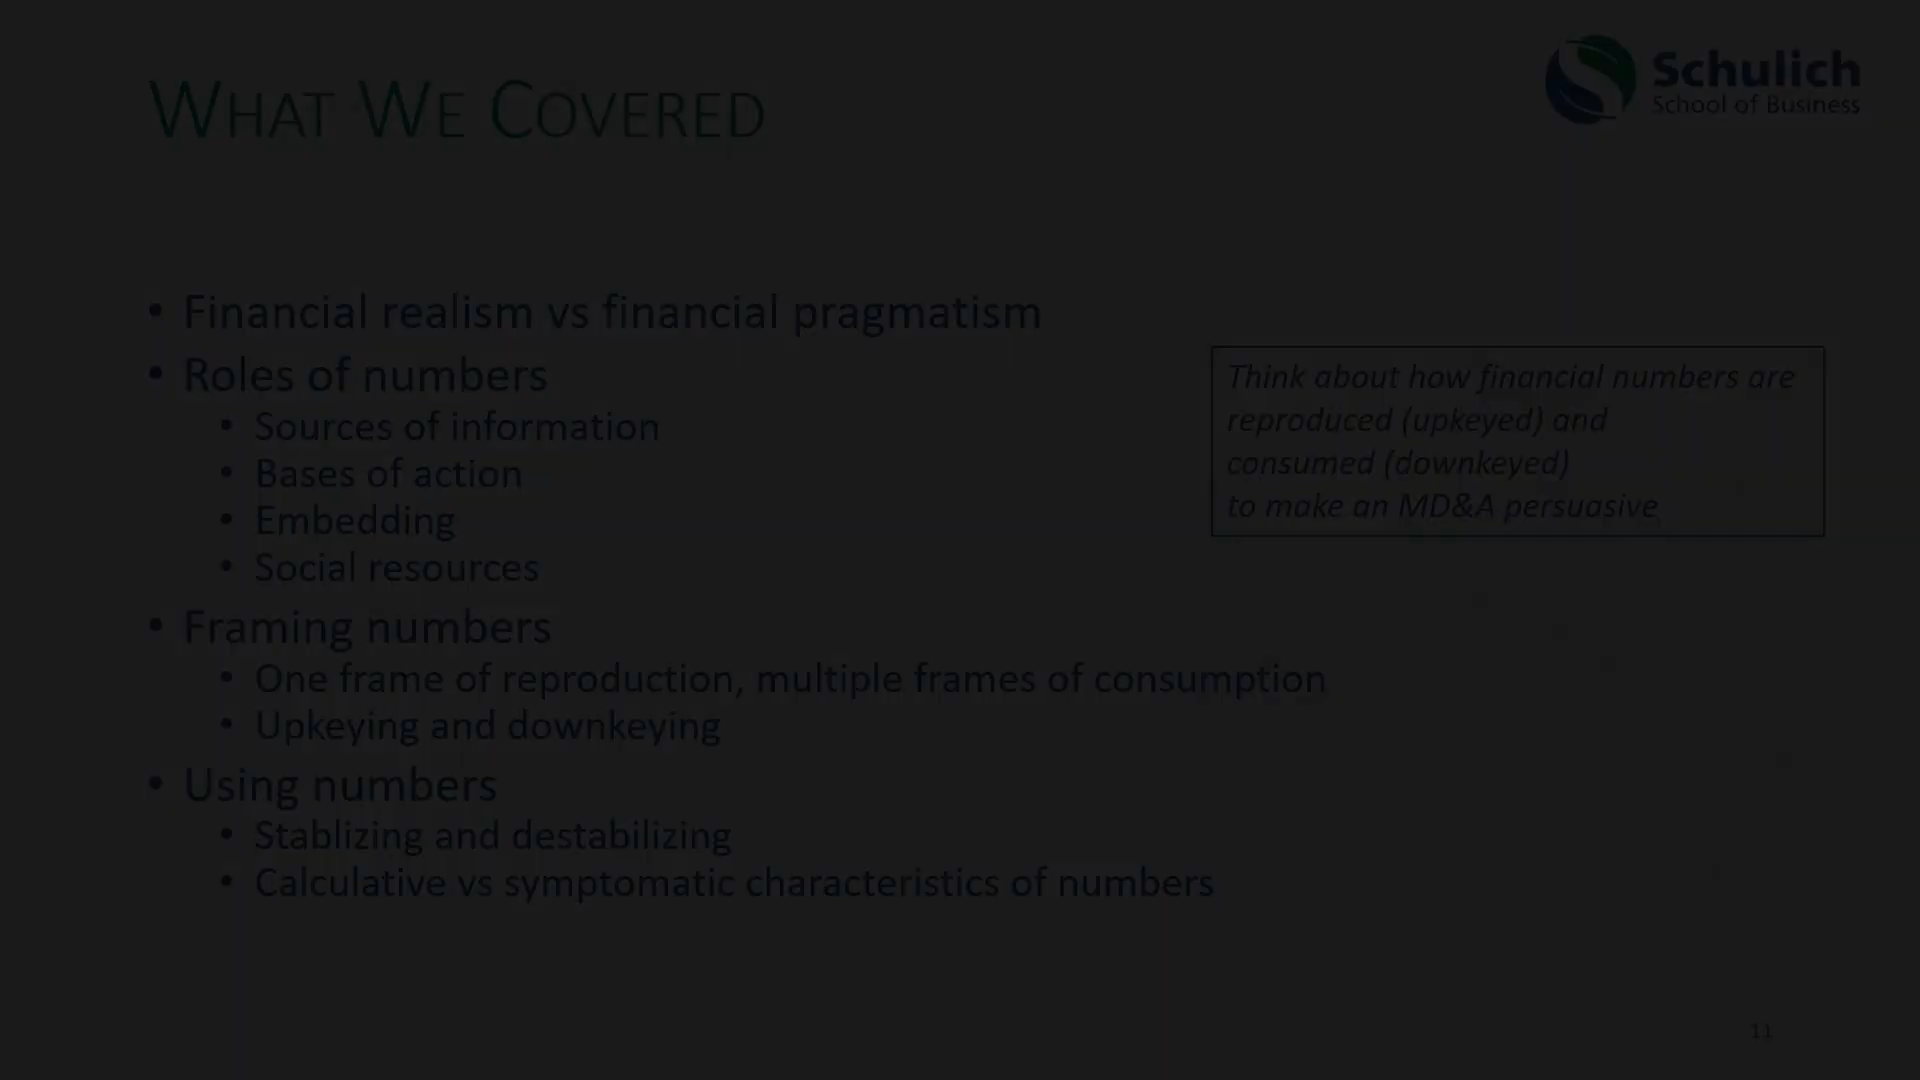 WHAT WE COVERED
Schulich
School of Business
• Financial realism vs financial pragmatism
• Roles of numbers
• Sources of information
• Bases of action
• Embedding
• Social resources
Think about how financial numbers are
reproduced (upkeyed) and
consumed (downkeyed)
to make an MD&A persuasive
• Framing numbers
• One frame of reproduction, multiple frames of consumption
• Upkeying and downkeying
• Using numbers
• Stablizing and destabilizing
• Calculative vs symptomatic characteristics of numbers
11